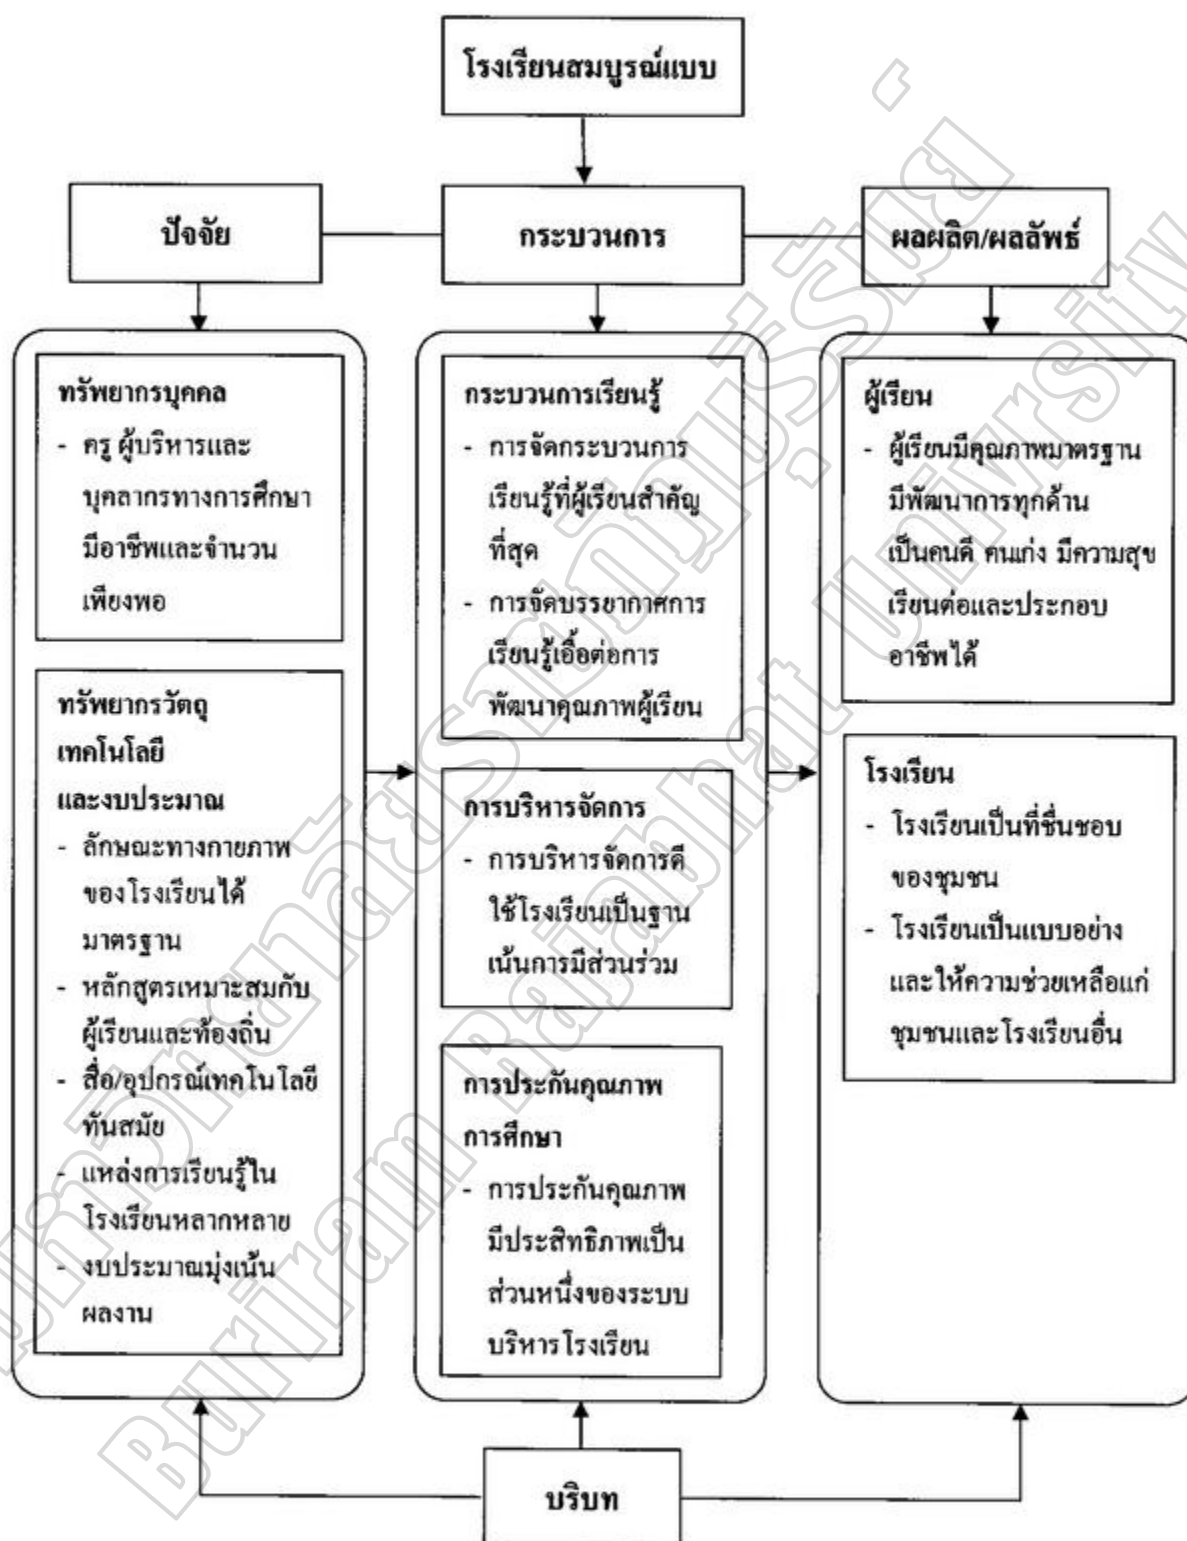 โรงเรียนสมบูรณ์แบบ
ปัจจัย
กระบวนการ
ผลผลิต/ผลลัพธ์
ทรัพยากรบุคคล
- ครู ผู้บริหารและ
บุคลากรทางการศึกษา
มีอาชีพและจำนวน
เพียงพอ
ทรัพยากรวัตถุ
เทคโนโลยี
และงบประมาณ
- ลักษณะทางกายภาพ
ของโรงเรียนได้
มาตรฐาน
- หลักสูตรเหมาะสมกับ
ผู้เรียนและท้องถิ่น
- สื่อ/อุปกรณ์เทคโนโลยี
ทันสมัย
- แหล่งการเรียนรู้ใน
โรงเรียนหลากหลาย
- งบประมาณมุ่งเน้น
ผลงาน
กระบวนการเรียนรู้
- การจัดกระบวนการ
เรียนรู้ที่ผู้เรียนสำคัญ
ที่สุด
- การจัดบรรยากาศการ
เรียนรู้เอื้อต่อการ
พัฒนาคุณภาพผู้เรียน
การบริหารจัดการ
- การบริหารจัดการดี
ใช้โรงเรียนเป็นฐาน
เน้นการมีส่วนร่วม
การประกันคุณภาพ
การศึกษา
- การประกันคุณภาพ
มีประสิทธิภาพเป็น
ส่วนหนึ่งของระบบ
บริหารโรงเรียน
ผู้เรียน
- ผู้เรียนมีคุณภาพมาตรฐาน
มีพัฒนาการทุกด้าน
เป็นคนดี คนเก่ง มีความสุข
เรียนต่อและประกอบ
อาชีพได้
โรงเรียน
- โรงเรียนเป็นที่ชื่นชอบ
ของชุมชน
- โรงเรียนเป็นแบบอย่าง
และให้ความช่วยเหลือแก่
ชุมชนและโรงเรียนอื่น
บริบท
Buriram Rajabhat Univrsity